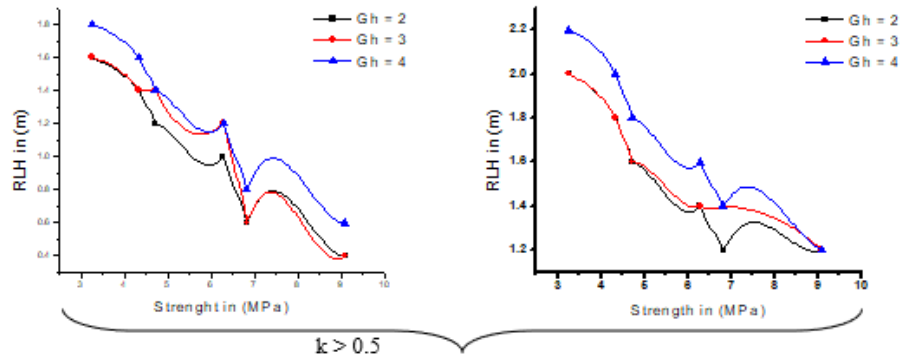 Gh = 2
Gh = 3
Gh = 4
1.8
1.6
1.4
1.2
1.0
0.8
0.6
0.4
RLH in (m)
3 4 5 6 7 8 9 10
Strenght in (MPa)
Gh = 2
Gh = 3
Gh = 4
2.2
2.0
1.8
1.6
1.4
1.2
RLH in (m)
3 4 5 6 7 8 9 10
Strength in (MPa)
k > 0.5